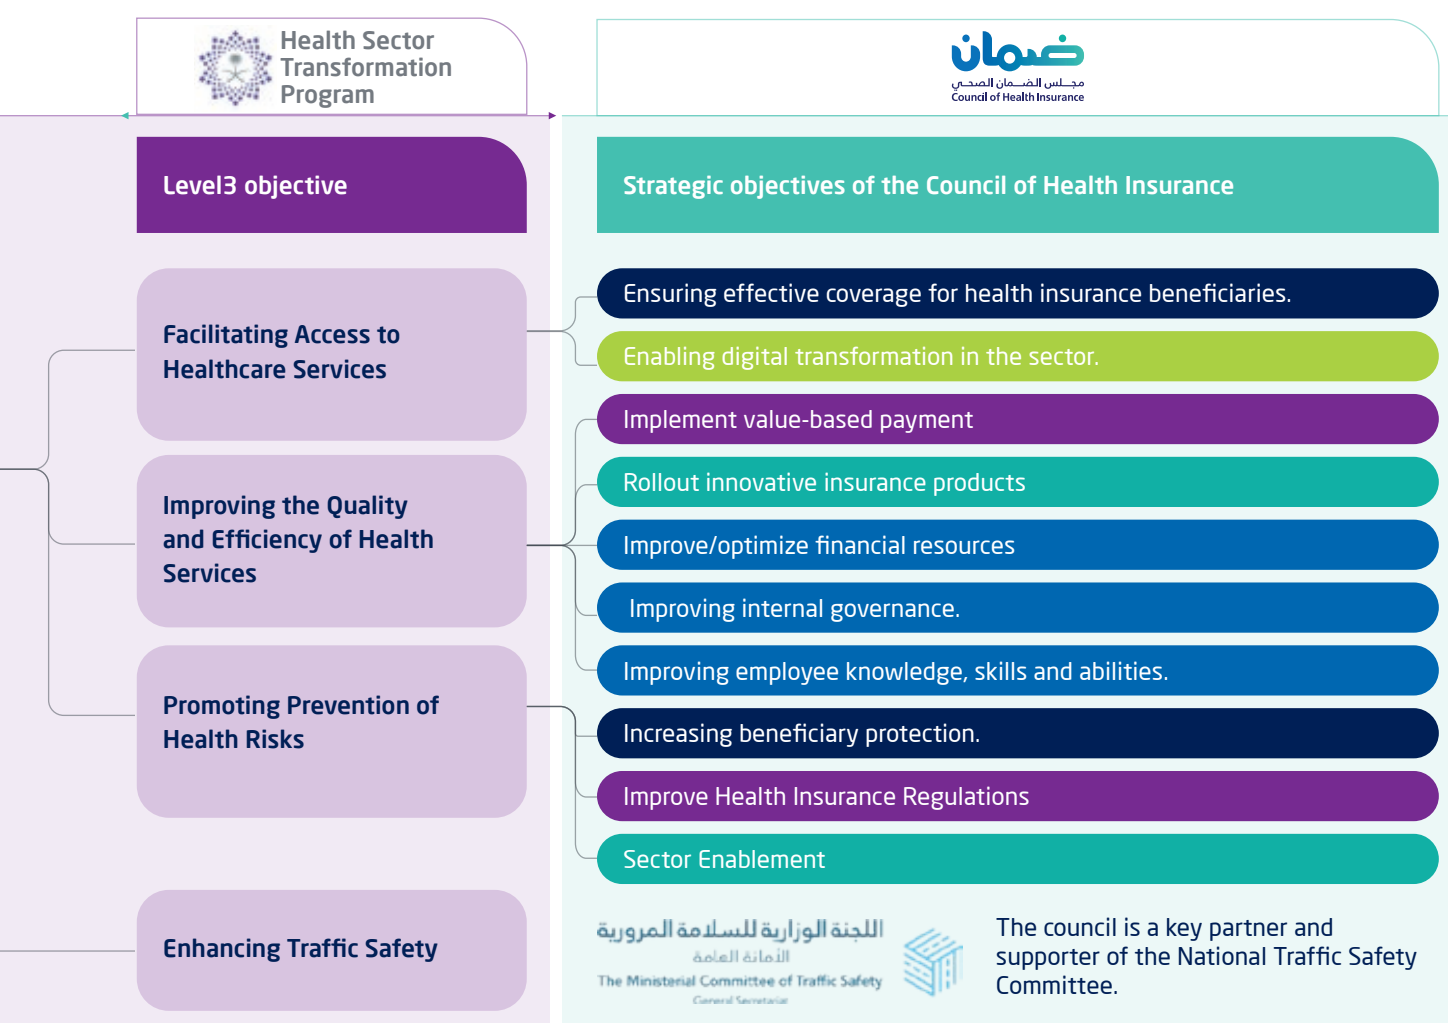 Health Sector
Transformation
Program
ضمان
مجلس الضمان الصحي
Council of Health Insurance
Level3 objective
Strategic objectives of the Council of Health Insurance
Facilitating Access to
Healthcare Services
Ensuring effective coverage for health insurance beneficiaries.
Enabling digital transformation in the sector.
Improving the Quality
and Efficiency of Health
Services
Implement value-based payment
Rollout innovative insurance products
Improve/optimize financial resources
Improving internal governance.
Improving employee knowledge, skills and abilities.
Promoting Prevention of
Health Risks
Increasing beneficiary protection.
Improve Health Insurance Regulations
Sector Enablement
Enhancing Traffic Safety
اللجنة الوزارية للسلامة المرورية
الأمانة العامة
The Ministerial Committee of Traffic Safety
General Secretariat
The council is a key partner and
supporter of the National Traffic Safety
Committee.